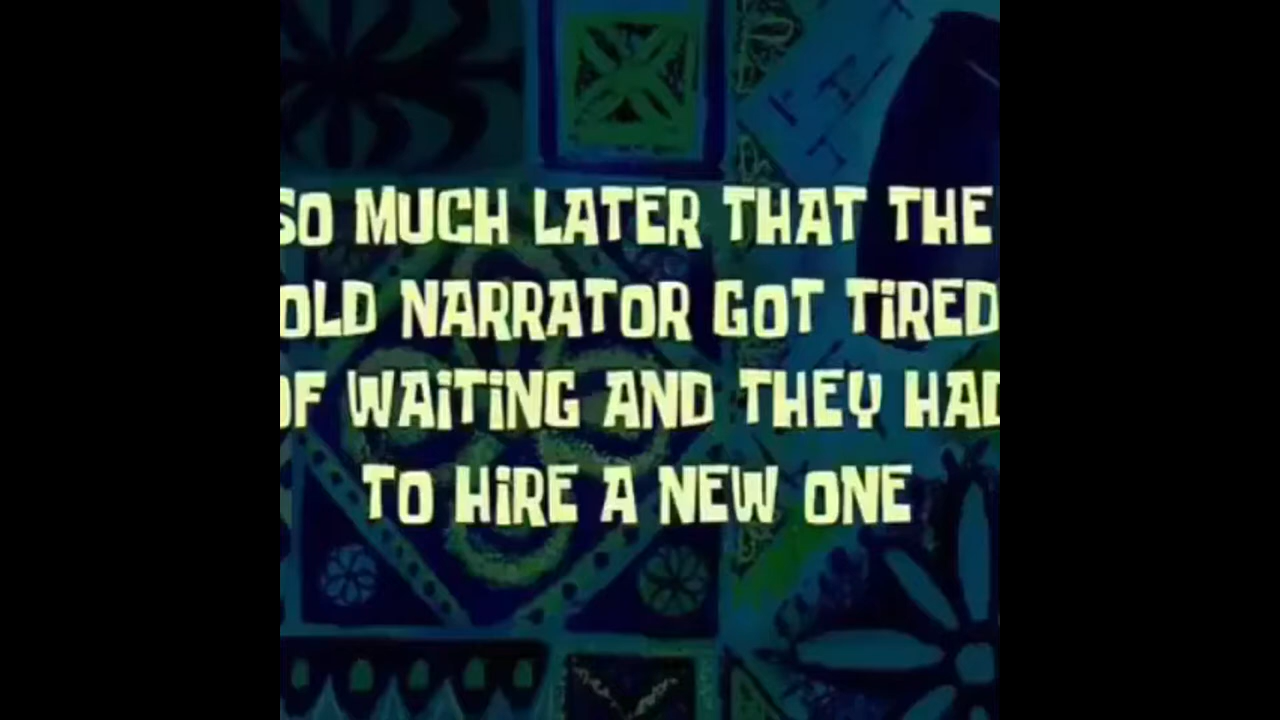 SO MUCH LATER THAT THE
OLD NARRATOR GOT TIRED
OF WAITING AND THEY HAD
TO HIRE A NEW ONE